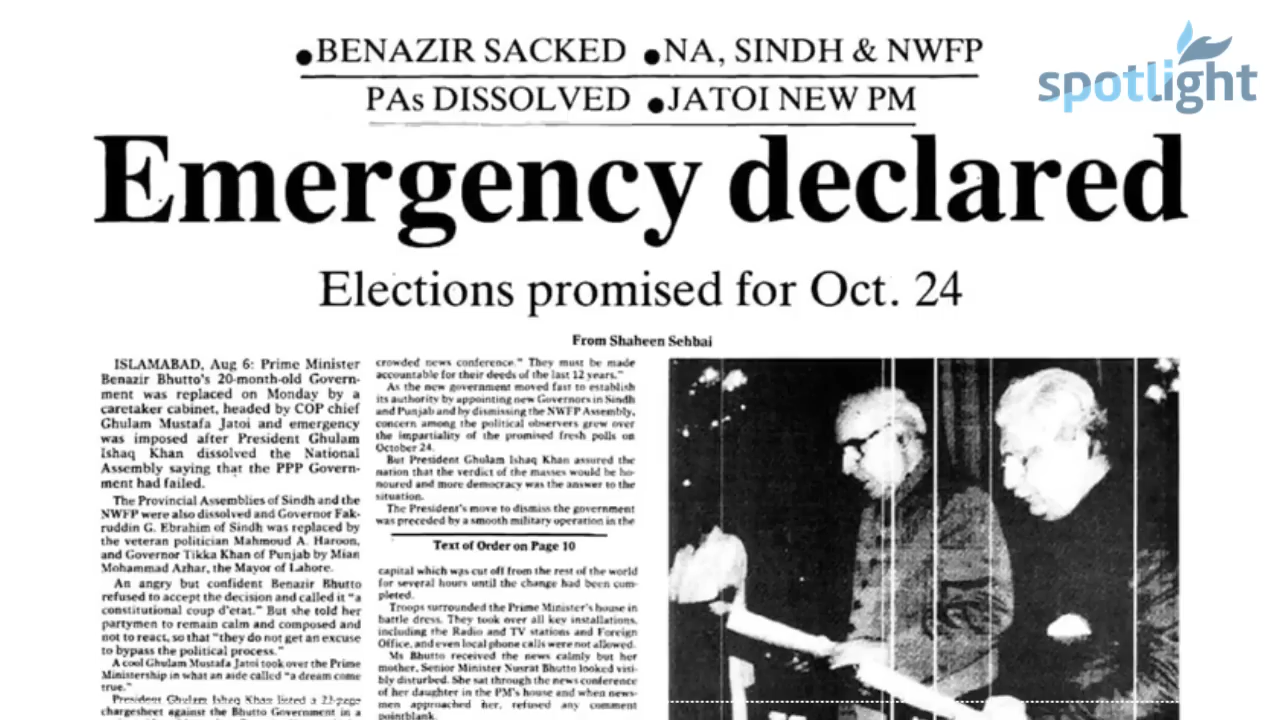 ●BENAZIR SACKED ●NA, SINDH & NWFP
PAs DISSOLVED ●JATOI NEW PM
spotlight
Emergency declared
Elections promised for Oct. 24
From Shaheen Sehbai
ISLAMABAD, Aug 6: Prime Minister
Benazir Bhutto's 20-month-old Govern-
ment was replaced on Monday by a
caretaker cabinet, headed by COP chief
Ghulam Mustafa Jatoi and emergency
was imposed after President Ghulam
Ishaq Khan dissolved the National
Assembly saying that the PPP Govern-
ment had failed.
The Provincial Assemblies of Sindh and the
NWFP were also dissolved and Governor Fak-
ruddin G. Ebrahim of Sindh was replaced by
the veteran politician Mahmoud A. Haroon,
and Governor Tikka Khan of Punjab by Mian
Mohammad Azhar, the Mayor of Lahore.
An angry but confident Benazir Bhutto
refused to accept the decision and called it "a
constitutional coup d'etat." But she told her
partymen to remain calm and composed and
not to react, so that "they do not get an excuse
to bypass the political process."
A cool Ghulam Mustafa Jatoi took over the Prime
Ministership in what an aide called "a dream come
true."
President Ghulam Ishaq Khan listed a 22-page
chargesheet against the Bhutto Government in a
crowded news conference." They must be made
accountable for their deeds of the last 12 years."
As the new government moved fast to establish
its authority by appointing new Governors in Sindh
and Punjab and by dismissing the NWFP Assembly,
concern among the political observers grew over
the impartiality of the promised fresh polls on
October 24.
But President Ghulam Ishaq Khan assured the
nation that the verdict of the masses would be ho-
noured and more democracy was the answer to the
situation.
The President's move to dismiss the government
was preceded by a smooth military operation in the
Text of Order on Page 10
capital which was cut off from the rest of the world
for several hours until the change had been com-
pleted.
Troops surrounded the Prime Minister's house in
battle dress. They took over all key installations,
including the Radio and TV stations and Foreign
Office, and even local phone calls were not allowed.
Ms Bhutto received the news calmly but her
mother, Senior Minister Nusrat Bhutto looked visi-
bly disturbed. She sat through the news conference
of her daughter in the PM's house and when news-
men approached her, refused any comment
pointblank.